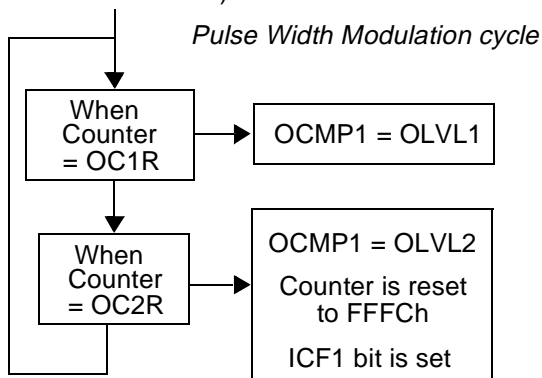 Pulse Width Modulation cycle
When
Counter
= OC1R
OCMP1 = OLVL1
When
Counter
= OC2R
OCMP1 = OLVL2
Counter is reset
to FFFCh
ICF1 bit is set